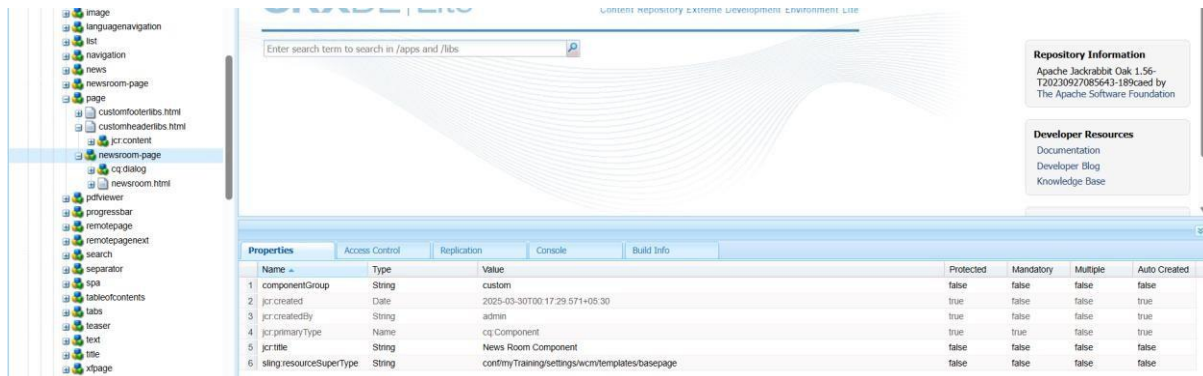 image
languagenavigation
list
navigation
news
newsroom-page
page
customfooterlibs.html
customheaderlibs.html
jcr:content
newsroom-page
cq:dialog
newsroom.html
pdfviewer
progressbar
remotepage
remotepagenext
search
separator
spa
tableofcontents
tabs
teaser
text
title
xfpage
Content Repository Extreme Development Environment Lite
Enter search term to search in /apps and /libs
Repository Information
Apache Jackrabbit Oak 1.56-
T20230927085643-189caed by
The Apache Software Foundation
Developer Resources
Documentation
Developer Blog
Knowledge Base
Properties Access Control Replication Console Build Info
Name Type Value Protected Mandatory Multiple Auto Created
1 componentGroup String custom false false false false
2 jcr:created Date 2025-03-30T00:17:29.571+05:30 true false false true
3 jcr:createdBy String admin true false false true
4 jcr:primaryType Name cq:Component true true false true
5 jcr:title String News Room Component false false false false
6 sling:resourceSuperType String conf/myTraining/settings/wcm/templates/basepage false false false false